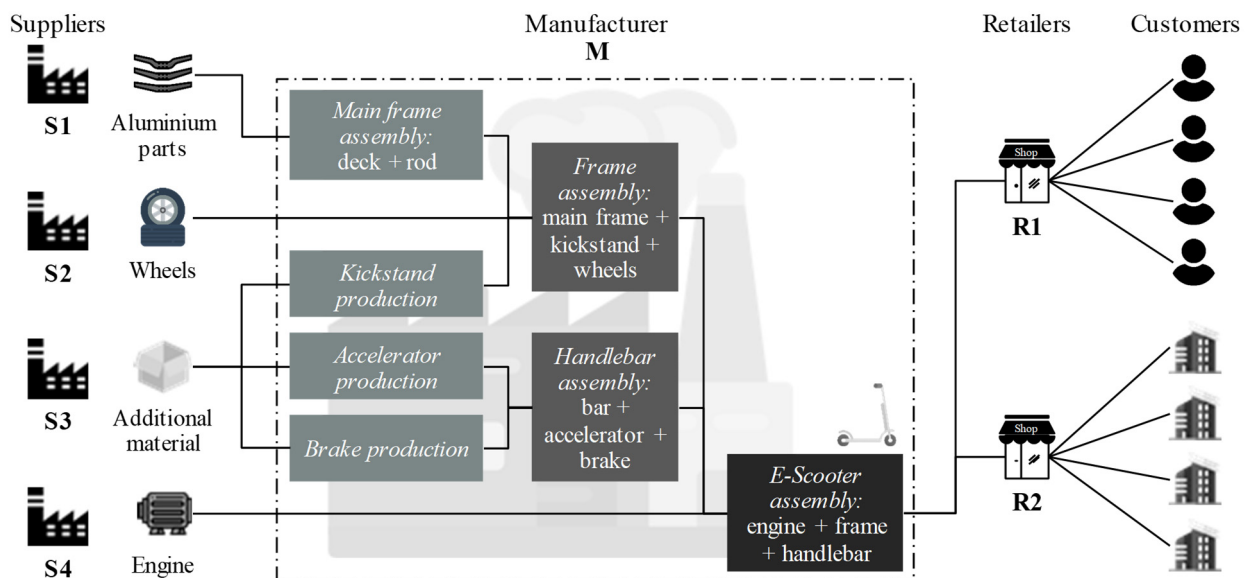 Suppliers
Manufacturer
M
Retailers
Customers
S1
Aluminium
parts
S2
Wheels
S3
Additional
material
S4
Engine
Main frame
assembly:
deck + rod
Kickstand
production
Accelerator
production
Brake production
Frame
assembly:
main frame +
kickstand +
wheels
Handlebar
assembly:
bar +
accelerator +
brake
E-Scooter
assembly:
engine + frame
+ handlebar
Shop
R1
Shop
R2